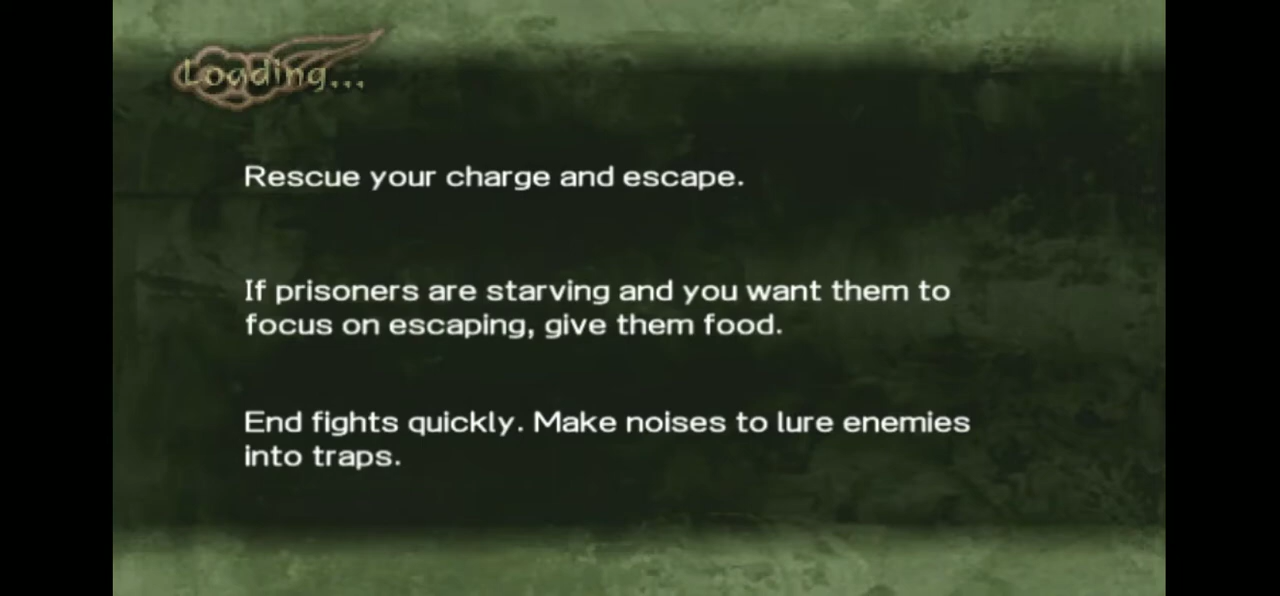 Loading...
Rescue your charge and escape.
If prisoners are starving and you want them to
focus on escaping, give them food.
End fights quickly. Make noises to lure enemies
into traps.